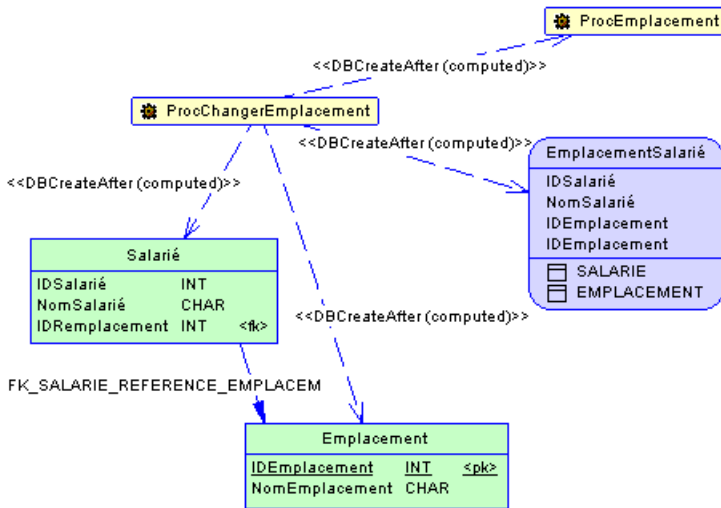 ProcEmplacement
<<DBCreateAfter (computed)>>
ProcChangerEmplacement
<<DBCreateAfter (computed)>>
EmplacementSalarié
IDSalarié
NomSalarié
IDEmplacement
IDEmplacement
SALARIE
EMPLACEMENT
<<DBCreateAfter (computed)>>
Salarié
IDSalarié INT
NomSalarié CHAR
IDRemplacement INT <fk>
<<DBCreateAfter (computed)>>
FK_SALARIE_REFERENCE_EMPLACEM
Emplacement
IDEmplacement INT <pk>
NomEmplacement CHAR